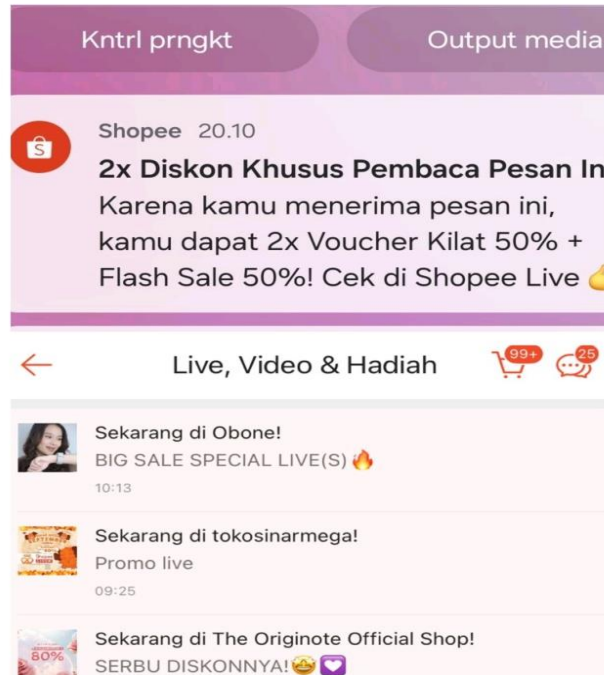 Kntrl prngkt
Output media
Shopee 20.10
2x Diskon Khusus Pembaca Pesan In
Karena kamu menerima pesan ini,
kamu dapat 2x Voucher Kilat 50% +
Flash Sale 50%! Cek di Shopee Live 💪
Live, Video & Hadiah
99+
25
Sekarang di Obone!
BIG SALE SPECIAL LIVE(S)🔥
10:13
Sekarang di tokosinarmega!
Promo live
09:25
Sekarang di The Originote Official Shop!
80%
SERBU DISKONNYA!🤩💟